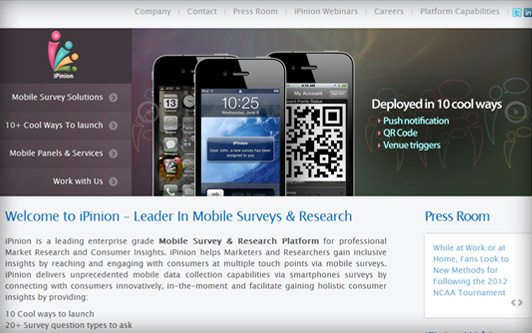 Company | Contact | Press Room | iPinion Webinars | Careers | Platform Capabilities
iPinion
Mobile Survey Solutions
10+ Cool Ways To launch
Mobile Panels & Services
Work with Us
10:25
Wednesday, June 6
iPinion
Dear John, a new survey has been
assigned to you
My Account
Deployed in 10 cool ways
Push notification
QR Code
Venue triggers
Welcome to iPinion – Leader In Mobile Surveys & Research
iPinion is a leading enterprise grade Mobile Survey & Research Platform for professional
Market Research and Consumer Insights. iPinion helps Marketers and Researchers gain inclusive
insights by reaching and engaging with consumers at multiple touch points via mobile surveys.
iPinion delivers unprecedented mobile data collection capabilities via smartphones surveys by
connecting with consumers innovatively, in-the-moment and facilitate gaining holistic consumer
insights by providing:
10 Cool ways to launch
20+ Survey question types to ask
Press Room
While at Work or at
Home, Fans Look to
New Methods for
Following the 2012
NCAA Tournament